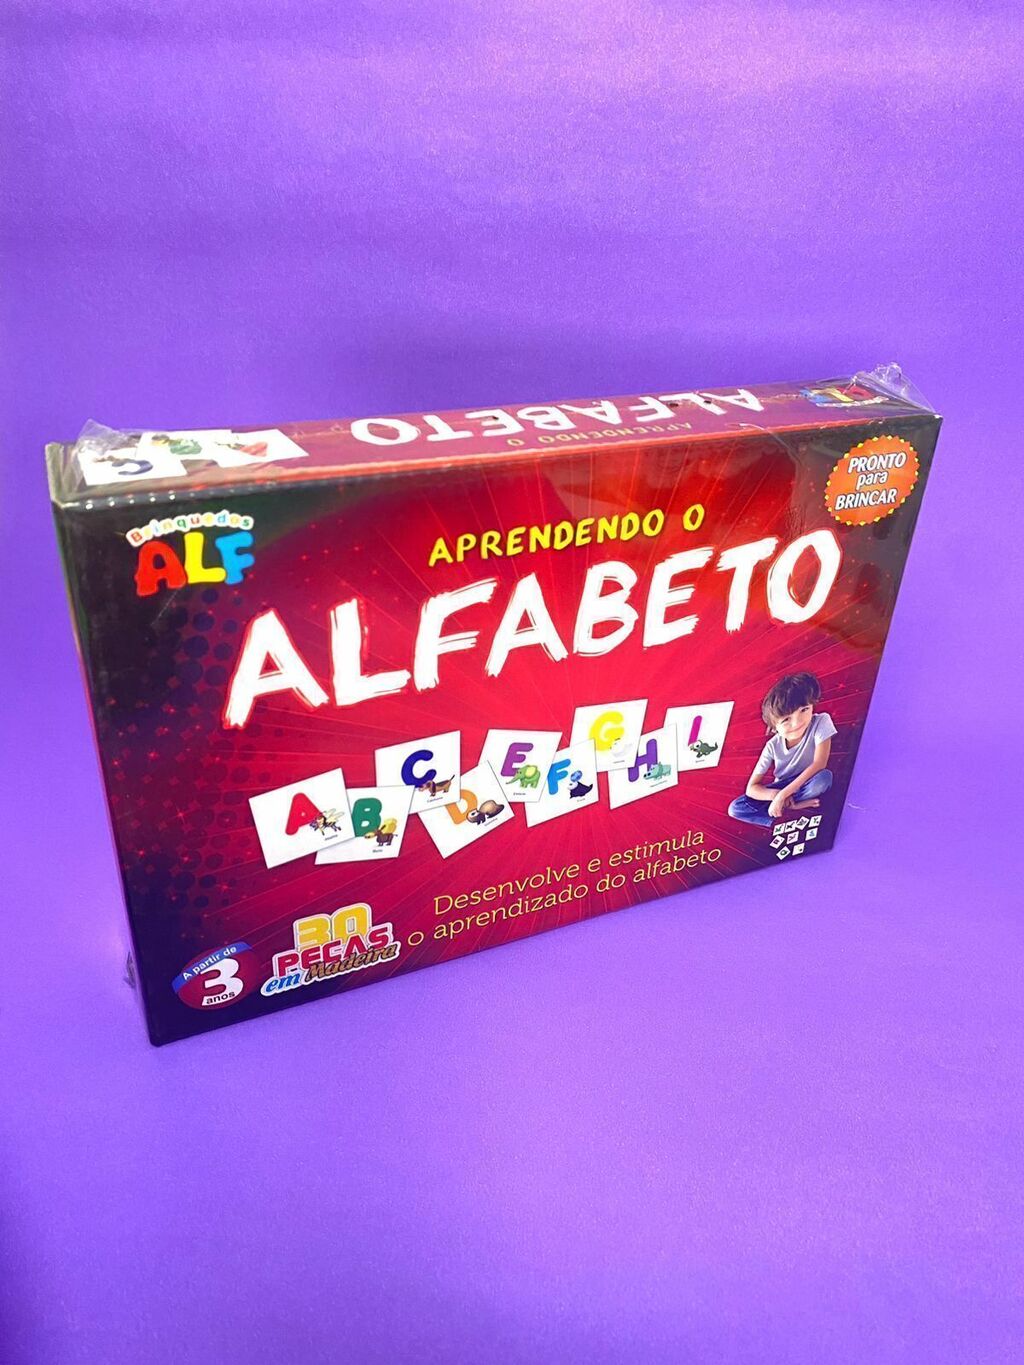 ALFABETO
APRENDENDO O
ALFABETO
C
Brinquedos
ALF
PRONTO
para
BRINCAR
APRENDENDO O
ALFABETO
A
B
C
D
E
F
G
H
I
Desenvolve e estimula
o aprendizado do alfabeto
30
PEÇAS
em Madeira
A partir de
3
anos